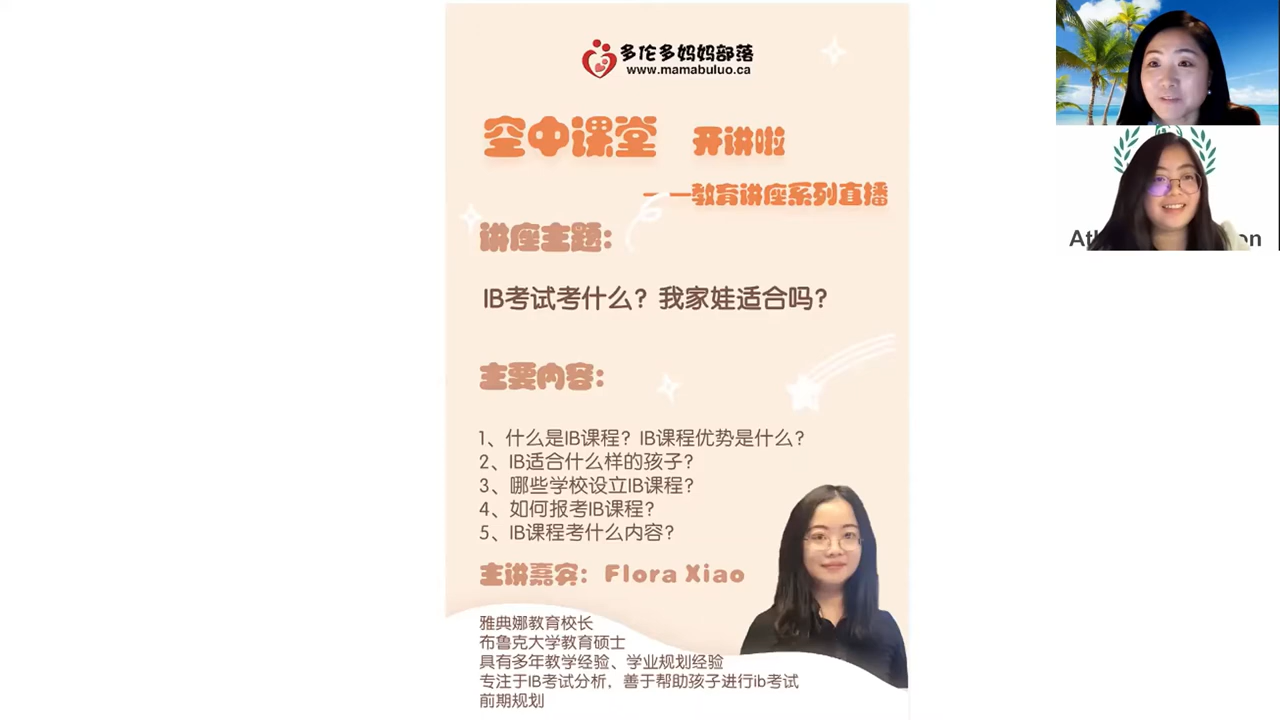 多伦多妈妈部落
www.mamabuluo.ca
空中课堂 开讲啦
——教育讲座系列直播
讲座主题：
IB考试考什么？我家娃适合吗？
主要内容：
1、什么是IB课程？IB课程优势是什么？
2、IB适合什么样的孩子？
3、哪些学校设立IB课程？
4、如何报考IB课程？
5、IB课程考什么内容？
主讲嘉宾：Flora Xiao
雅典娜教育校长
布鲁克大学教育硕士
具有多年教学经验、学业规划经验
专注于IB考试分析，善于帮助孩子进行ib考试
前期规划